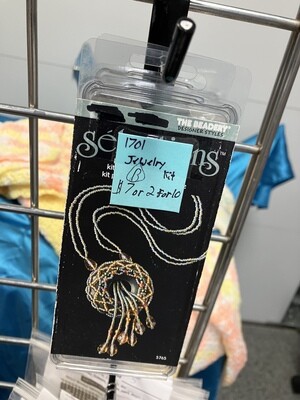 THE BEADERY
DESIGNER STYLES
1701
Jewelry
B Kit
$7 or 2 For 10
5765